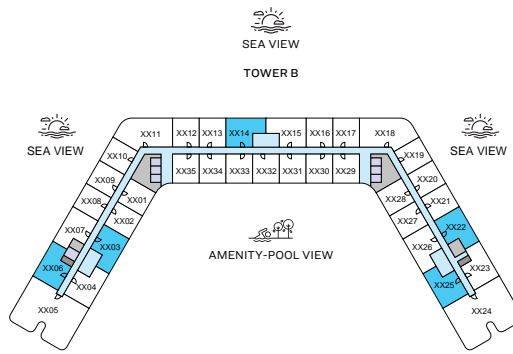 SEA VIEW
TOWER B
SEA VIEW
SEA VIEW
XX11 XX12 XX13 XX14 XX15 XX16 XX17 XX18
XX10 XX19
XX35 XX34 XX33 XX32 XX31 XX30 XX29
XX09 XX20
XX01 XX28
XX08 XX21
XX02 XX27
XX07 XX22
XX03 XX26
AMENITY-POOL VIEW
XX06 XX23
XX04 XX25
XX05 XX24